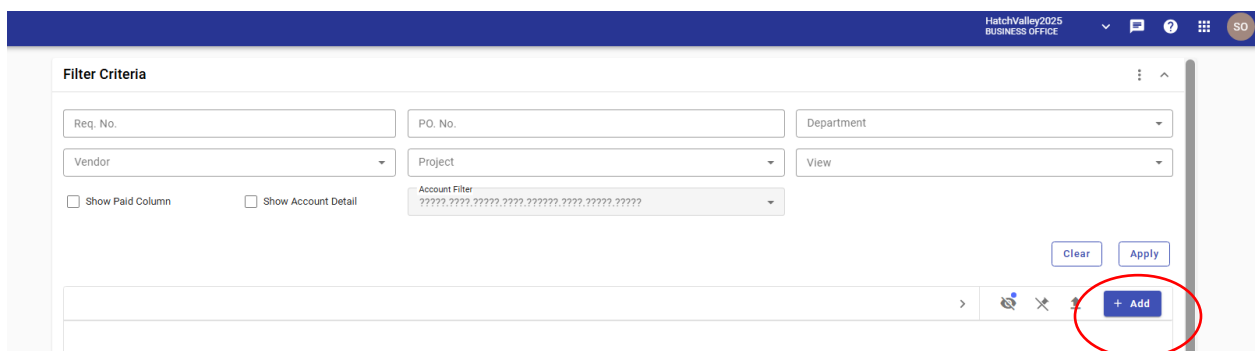 HatchValley2025
BUSINESS OFFICE
SO
Filter Criteria
Req. No.
PO. No.
Department
Vendor
Project
View
Show Paid Column
Show Account Detail
Account Filter
?????.????.?????.????.??????.????.?????.?????
Clear
Apply
+ Add